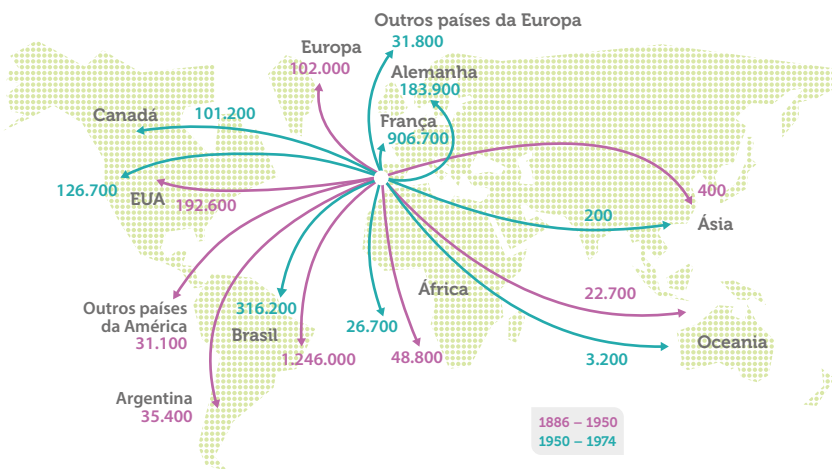 Outros países da Europa
31.800
Europa
102.000
Alemanha
183.900
Canadá
101.200
França
906.700
126.700
EUA
192.600
400
200
Ásia
Outros países
da América
31.100
316.200
Brasil
1.246.000
África
26.700
48.800
22.700
Oceania
3.200
Argentina
35.400
1886 – 1950
1950 – 1974